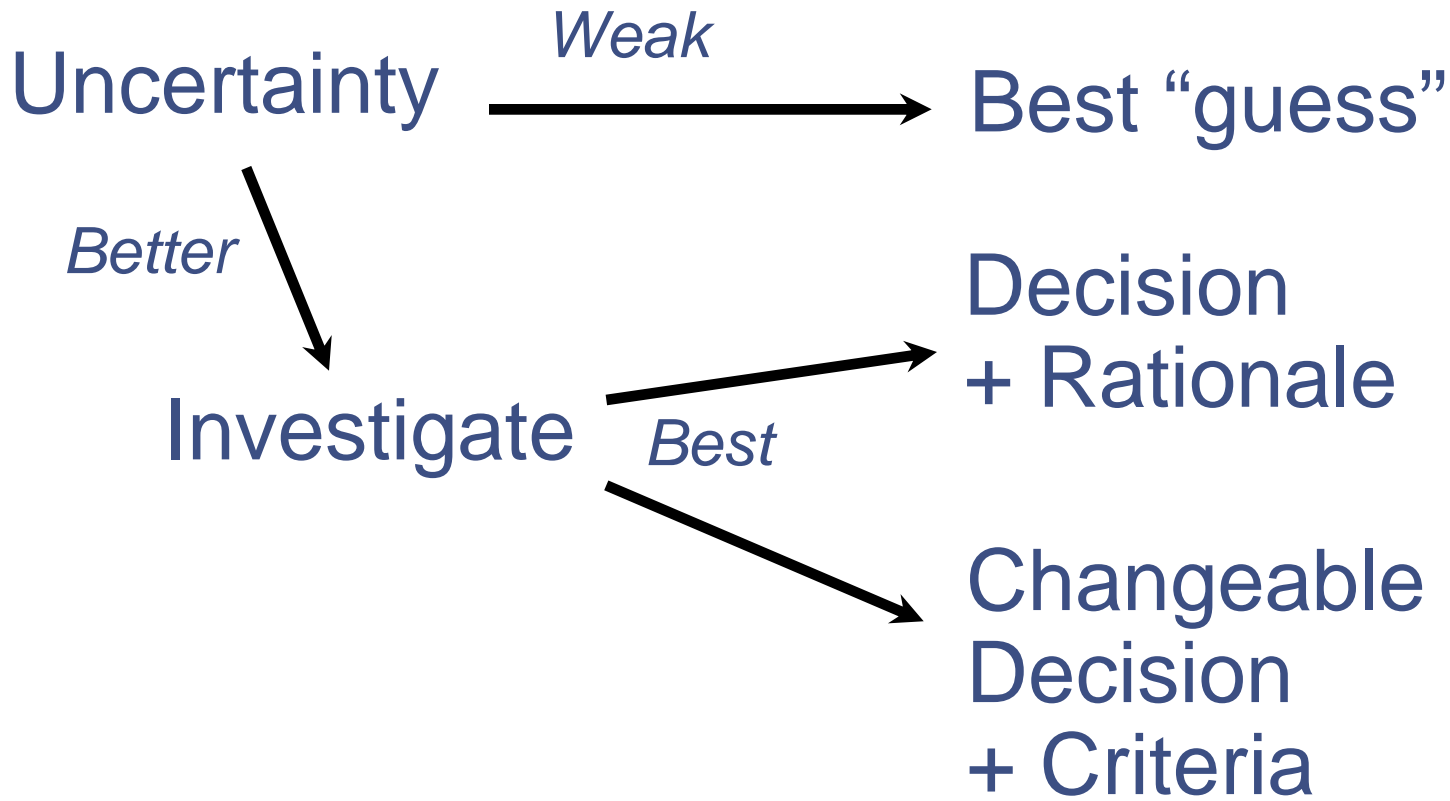 Weak
Uncertainty
Best “guess”
Better
Decision
+ Rationale
Investigate
Best
Changeable
Decision
+ Criteria